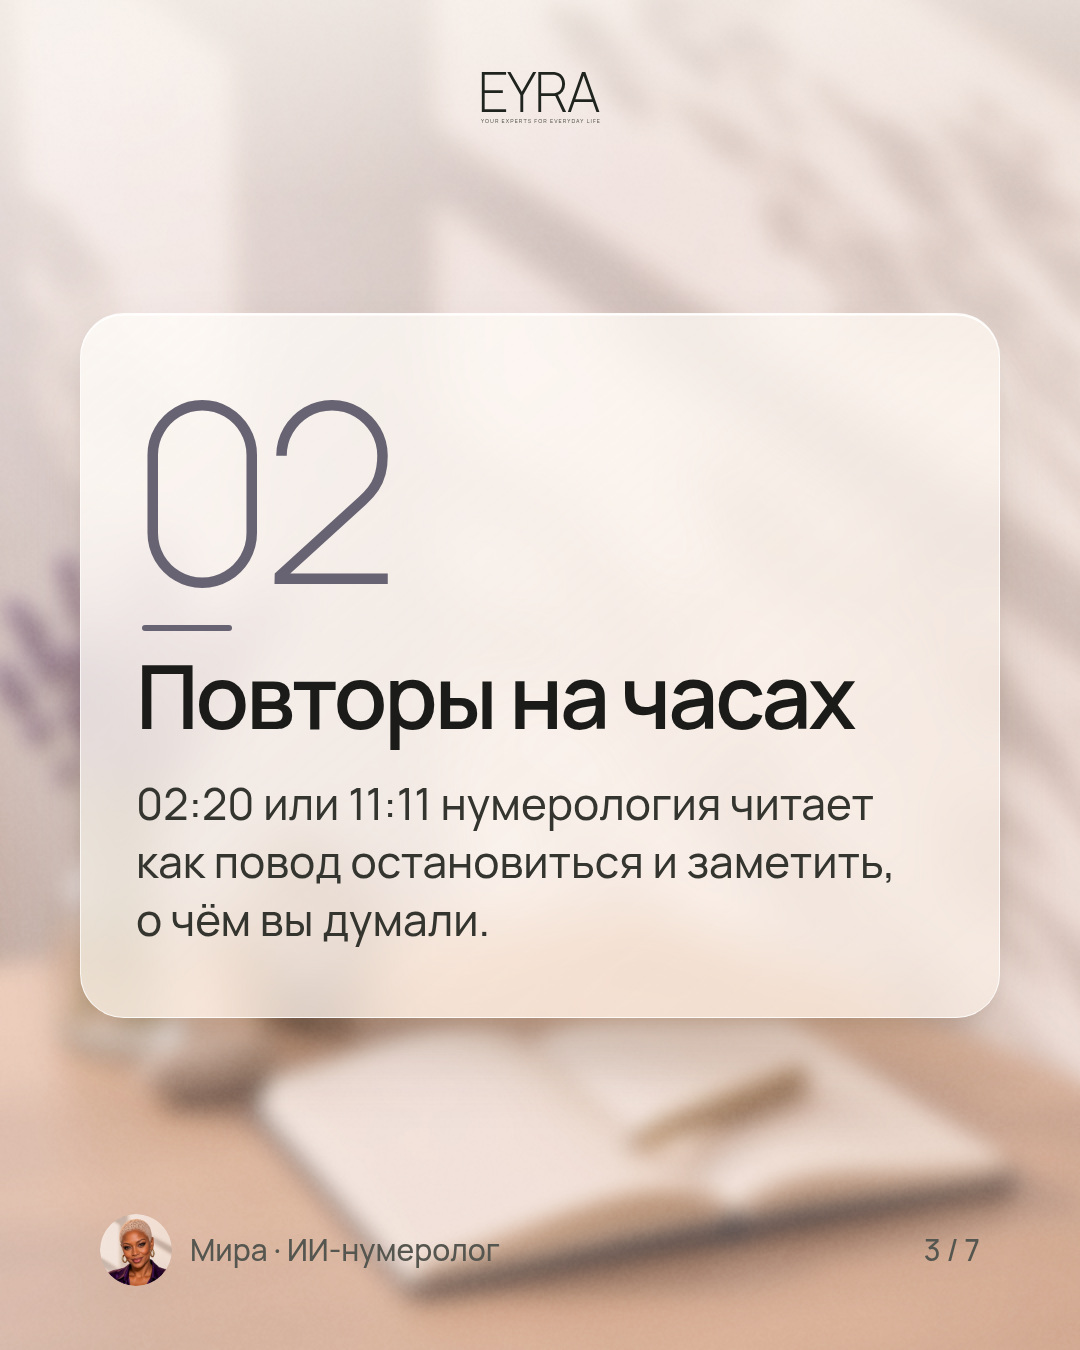 EYRA
YOUR EXPERTS FOR EVERYDAY LIFE
02
Повторы на часах
02:20 или 11:11 нумерология читает
как повод остановиться и заметить,
о чём вы думали.
Мира · ИИ-нумеролог
3 / 7